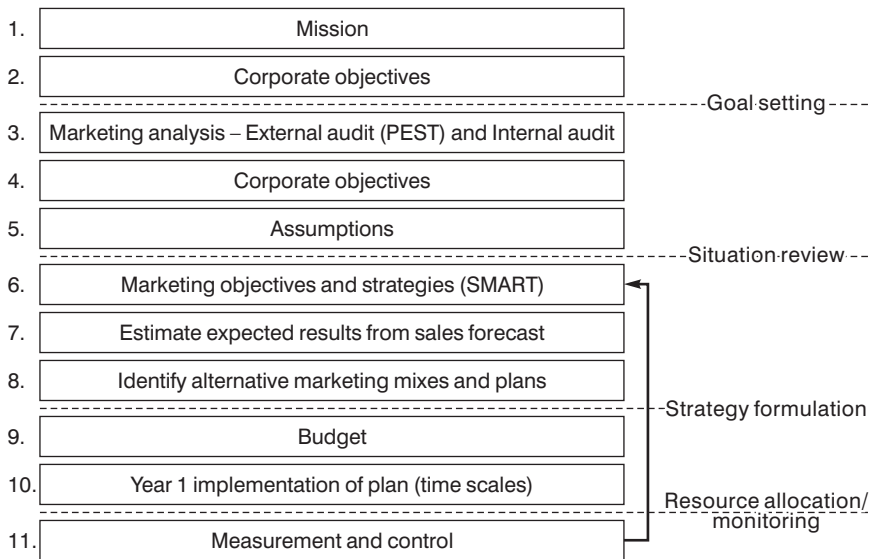 1. Mission
2. Corporate objectives
Goal setting
3. Marketing analysis – External audit (PEST) and Internal audit
4. Corporate objectives
5. Assumptions
Situation review
6. Marketing objectives and strategies (SMART)
7. Estimate expected results from sales forecast
8. Identify alternative marketing mixes and plans
Strategy formulation
9. Budget
10. Year 1 implementation of plan (time scales)
Resource allocation/
monitoring
11. Measurement and control